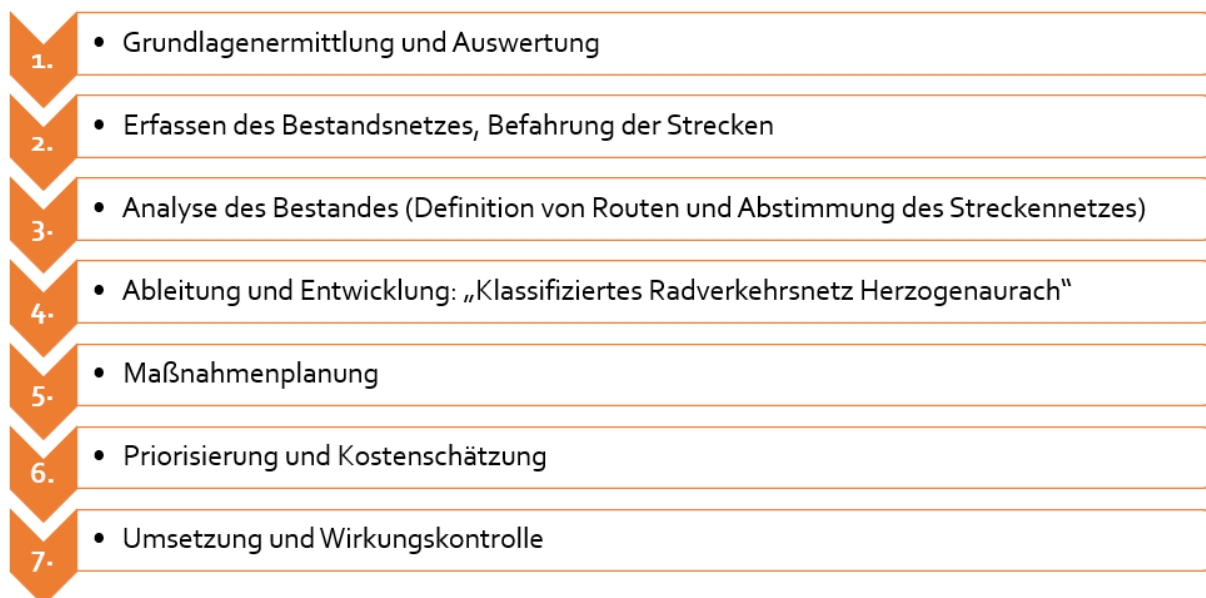 1. • Grundlagenermittlung und Auswertung
2. • Erfassen des Bestandsnetzes, Befahrung der Strecken
3. • Analyse des Bestandes (Definition von Routen und Abstimmung des Streckennetzes)
4. • Ableitung und Entwicklung: „Klassifiziertes Radverkehrsnetz Herzogenaurach“
5. • Maßnahmenplanung
6. • Priorisierung und Kostenschätzung
7. • Umsetzung und Wirkungskontrolle